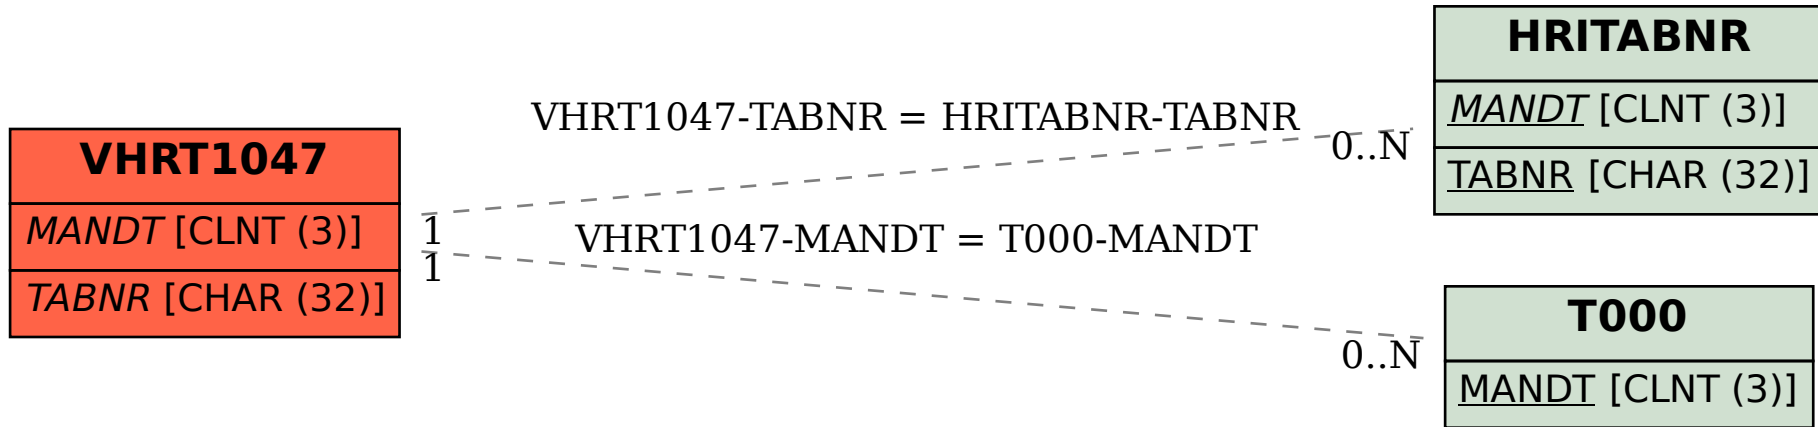 VHRT1047
MANDT [CLNT (3)]
TABNR [CHAR (32)]
VHRT1047-TABNR = HRITABNR-TABNR
1
0..N
VHRT1047-MANDT = T000-MANDT
1
0..N
HRITABNR
MANDT [CLNT (3)]
TABNR [CHAR (32)]
T000
MANDT [CLNT (3)]